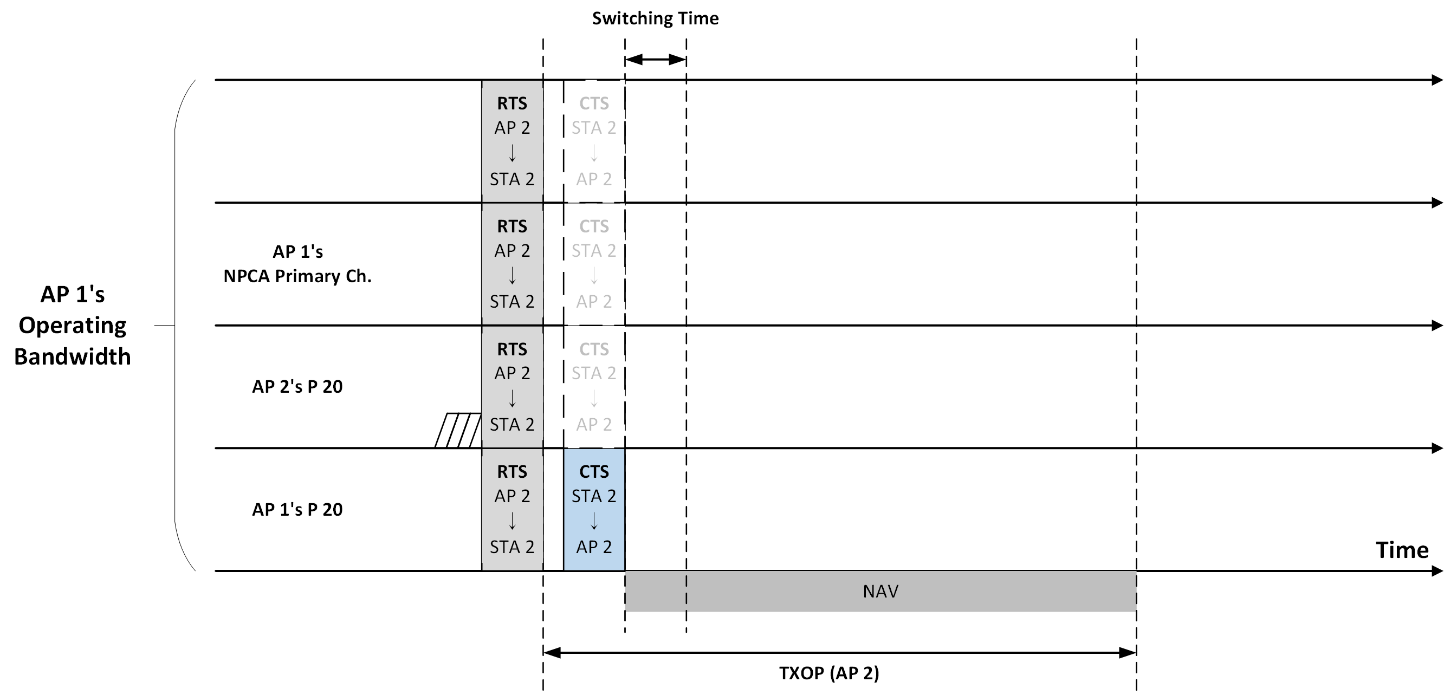 Switching Time
RTS
AP 2
↓
STA 2
CTS
STA 2
↓
AP 2
AP 1's
NPCA Primary Ch.
RTS
AP 2
↓
STA 2
CTS
STA 2
↓
AP 2
AP 1's
Operating
Bandwidth
AP 2's P 20
RTS
AP 2
↓
STA 2
CTS
STA 2
↓
AP 2
AP 1's P 20
RTS
AP 2
↓
STA 2
CTS
STA 2
↓
AP 2
Time
NAV
TXOP (AP 2)